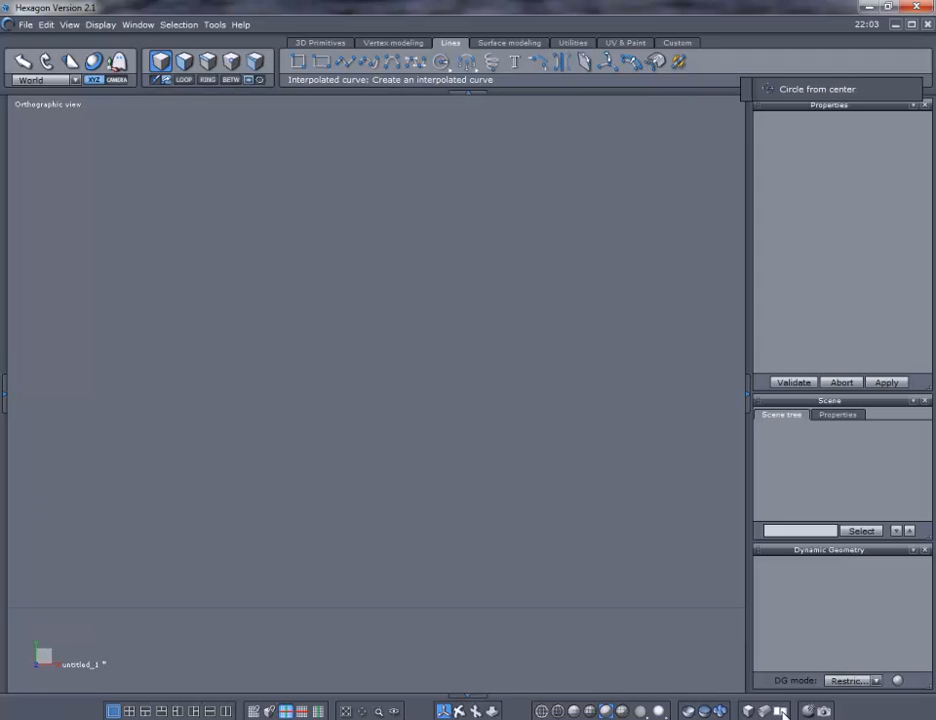 Hexagon Version 2.1
File Edit View Display Window Selection Tools Help
22:03
3D Primitives Vertex modeling Lines Surface modeling Utilities UV & Paint Custom
World XYZ CAMERA LOOP RING BETW
Interpolated curve: Create an interpolated curve
Circle from center
Orthographic view
Properties
Validate Abort Apply
Scene
Scene tree Properties
Select
Dynamic Geometry
untitled_1 *
DG mode: Restric...